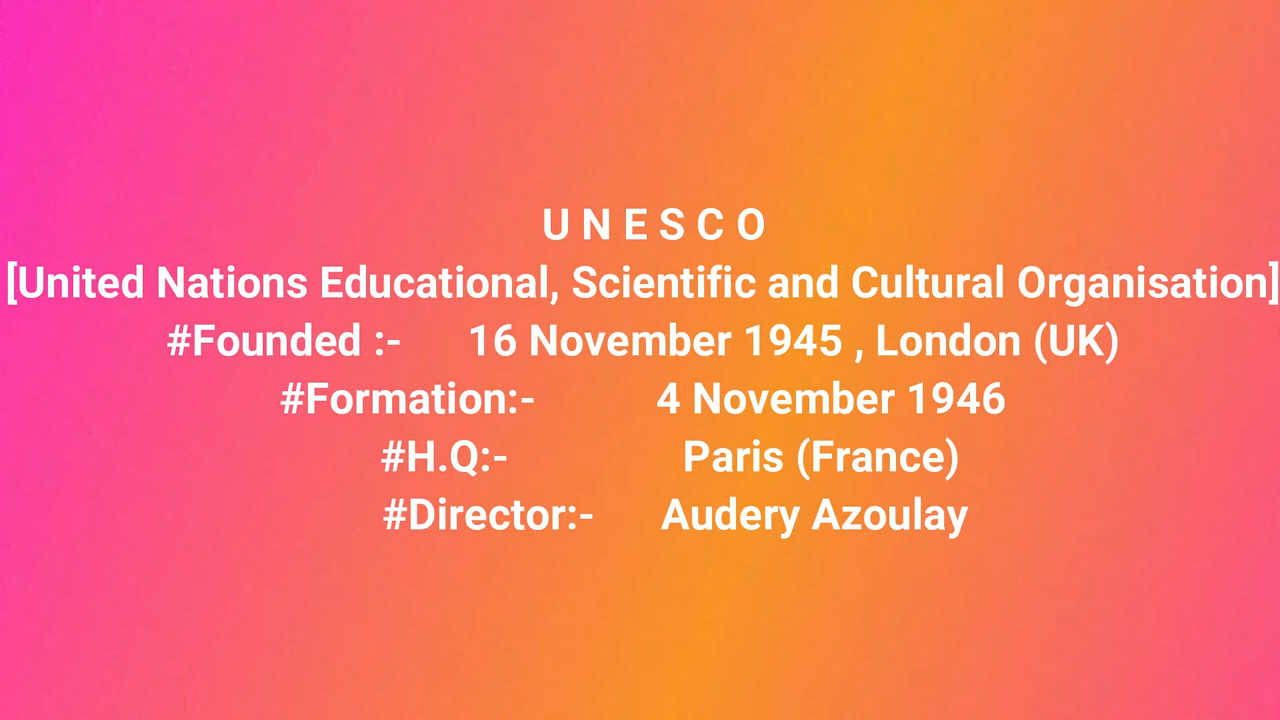 U N E S C O
[United Nations Educational, Scientific and Cultural Organisation]
#Founded :- 16 November 1945 , London (UK)
#Formation:- 4 November 1946
#H.Q:- Paris (France)
#Director:- Audery Azoulay